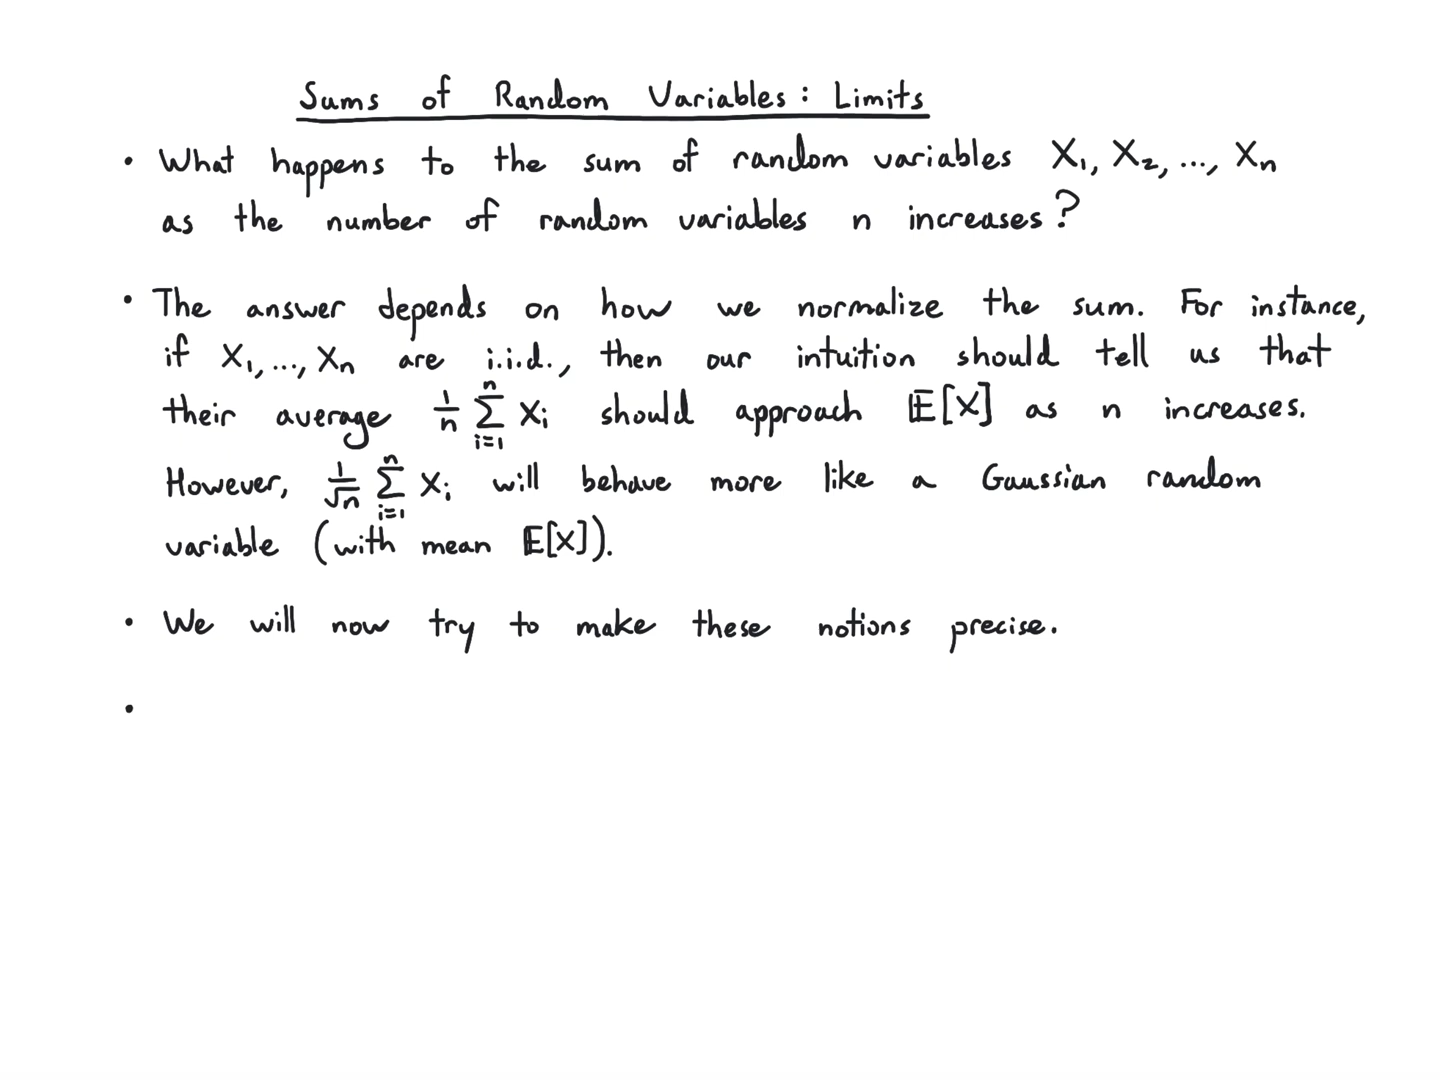 Sums of Random Variables: Limits
• What happens to the sum of random variables X₁, X₂, ..., Xₙ
as the number of random variables n increases?
• The answer depends on how we normalize the sum. For instance,
if X₁, ..., Xₙ are i.i.d., then our intuition should tell us that
their average 1/n ∑ᵢ₌₁ⁿ Xᵢ should approach 𝔼[X] as n increases.
However, 1/√n ∑ᵢ₌₁ⁿ Xᵢ will behave more like a Gaussian random
variable (with mean 𝔼[X]).
• We will now try to make these notions precise.
•